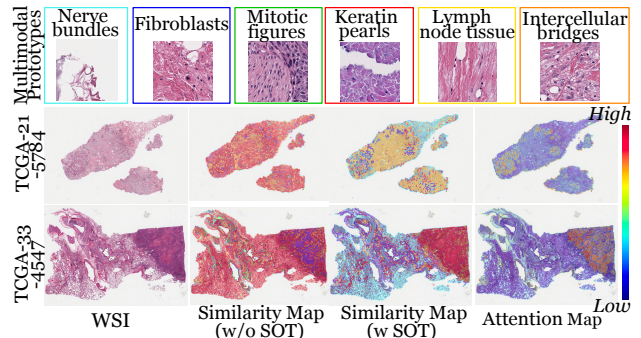 Multimodal
Prototypes
Nerve
bundles
Fibroblasts
Mitotic
figures
Keratin
pearls
Lymph
node tissue
Intercellular
bridges
TCGA-21
-5784
High
TCGA-33
-4547
Low
WSI
Similarity Map
(w/o SOT)
Similarity Map
(w SOT)
Attention Map